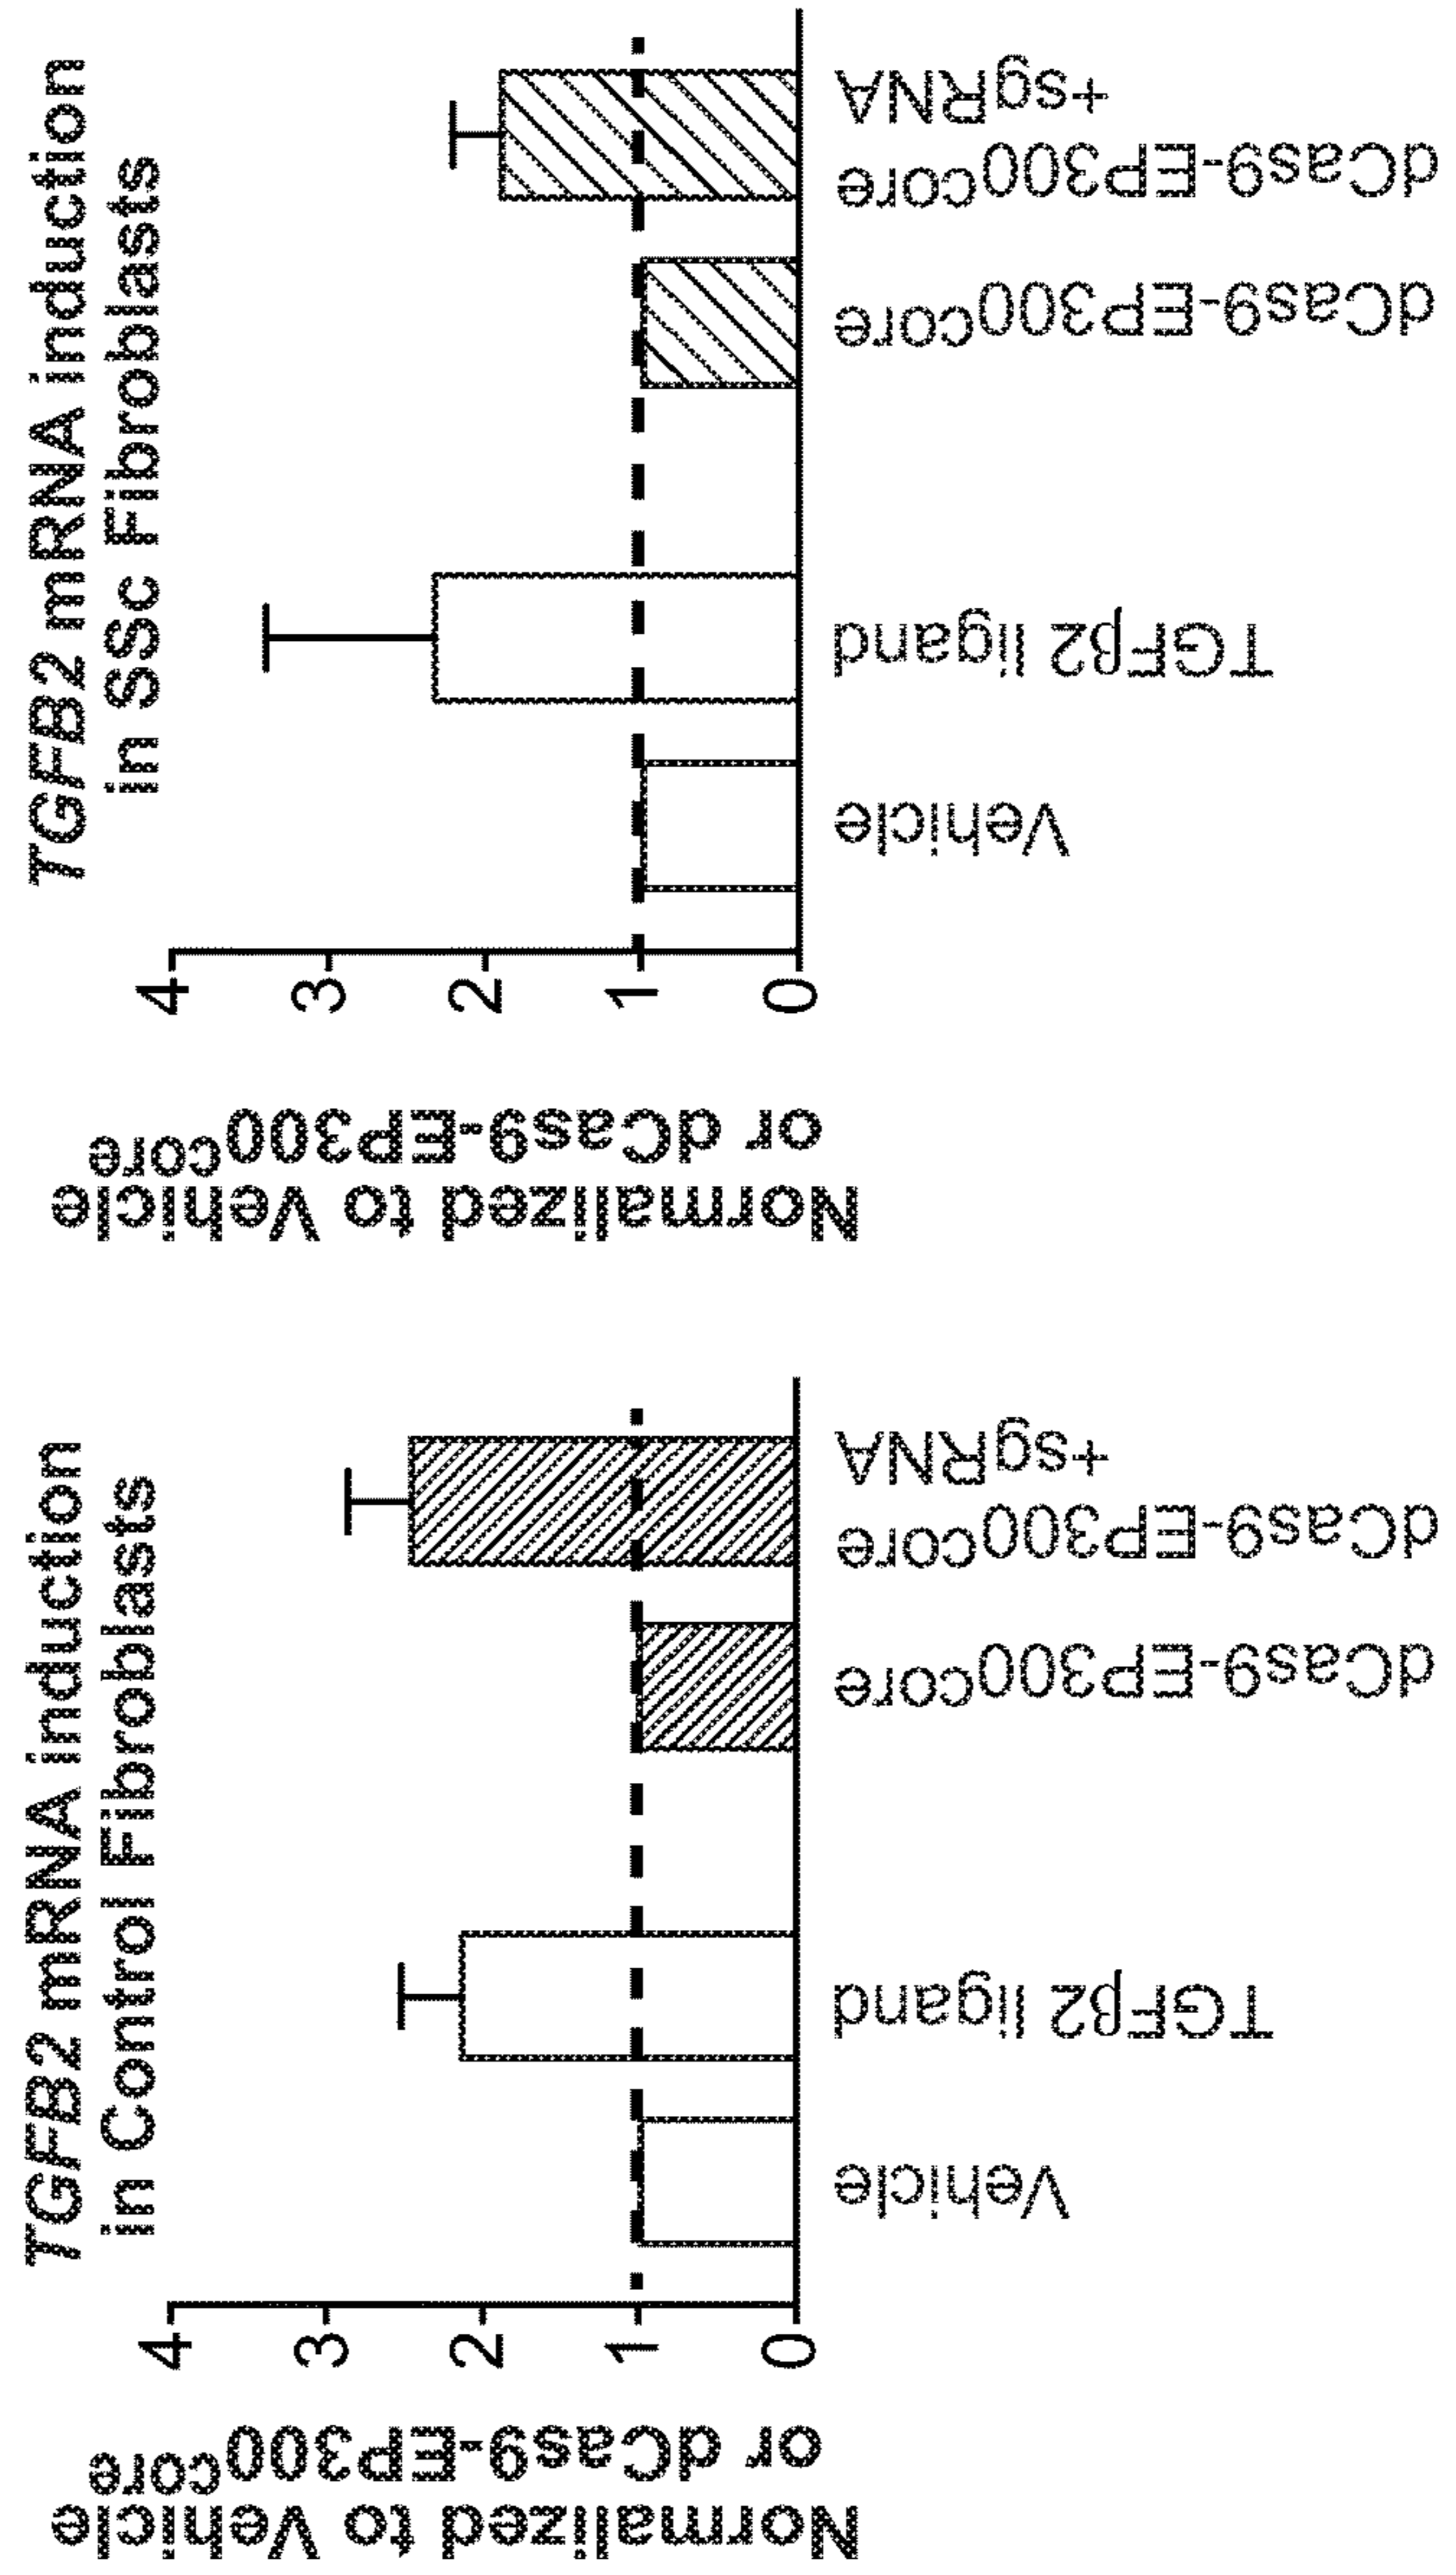 TGFB2 mRNA induction
in Control Fibroblasts
Normalized to Vehicle
or dCas9-EP300core
4
3
2
1
0
Vehicle
TGFβ2 ligand
dCas9-EP300core
dCas9-EP300core
+sgRNA
TGFB2 mRNA induction
in SSc Fibroblasts
Normalized to Vehicle
or dCas9-EP300core
4
3
2
1
0
Vehicle
TGFβ2 ligand
dCas9-EP300core
dCas9-EP300core
+sgRNA